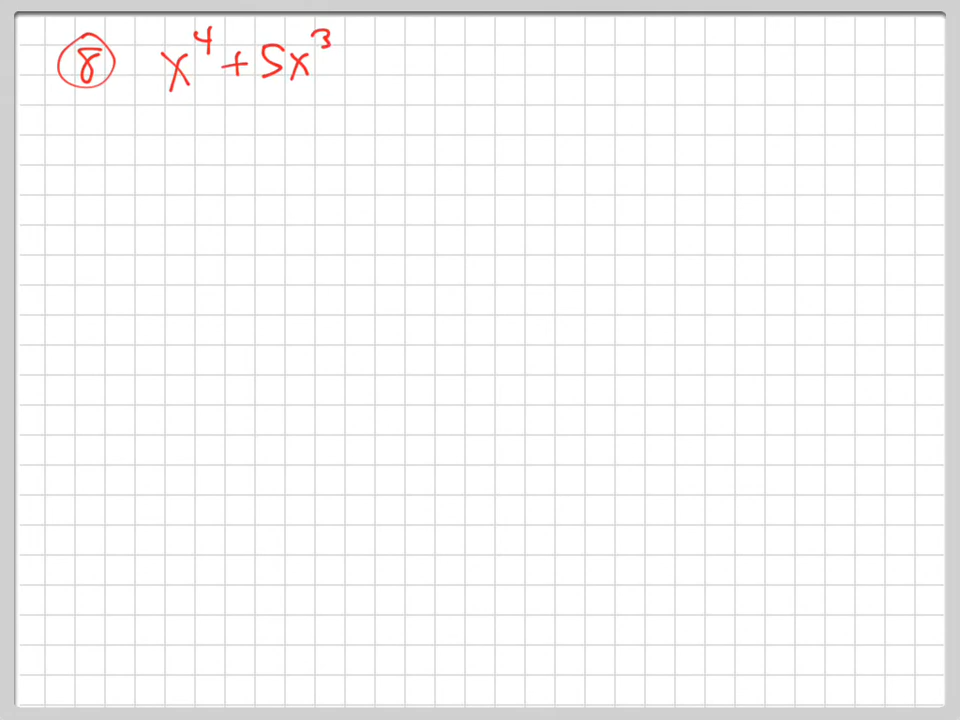 ⑧ x⁴ + 5x³